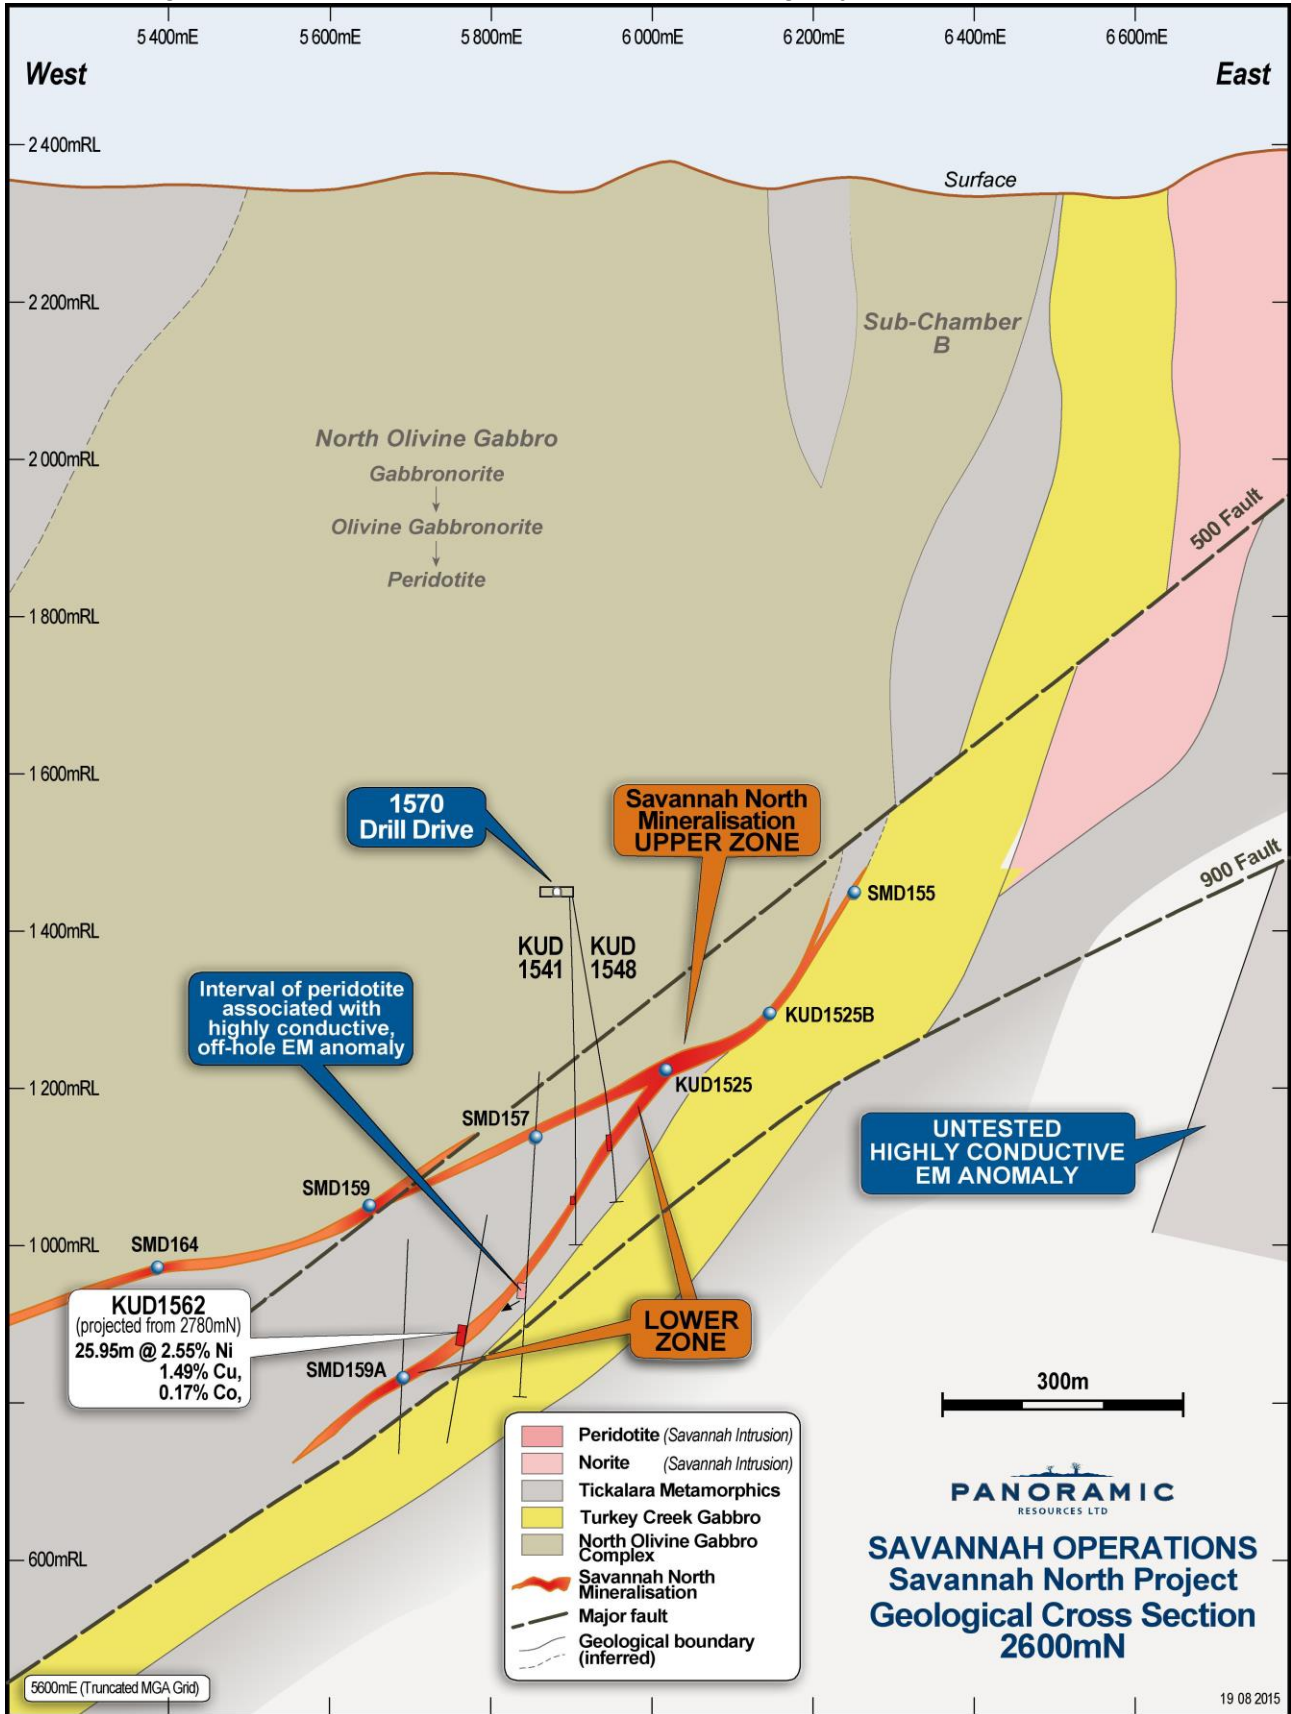 5 400mE 5 600mE 5 800mE 6 000mE 6 200mE 6 400mE 6 600mE
West
East
2 400mRL
Surface
2 200mRL
Sub-Chamber
B
North Olivine Gabbro
2 000mRL
Gabbronorite
Olivine Gabbronorite
Peridotite
500 Fault
1 800mRL
1 600mRL
1570
Drill Drive
Savannah North
Mineralisation
UPPER ZONE
900 Fault
SMD155
1 400mRL
KUD
1541
KUD
1548
Interval of peridotite
associated with
highly conductive,
off-hole EM anomaly
KUD1525B
KUD1525
1 200mRL
SMD157
UNTESTED
HIGHLY CONDUCTIVE
EM ANOMALY
SMD159
SMD164
1 000mRL
KUD1562
(projected from 2780mN)
25.95m @ 2.55% Ni
1.49% Cu,
0.17% Co,
LOWER
ZONE
SMD159A
300m
Peridotite (Savannah Intrusion)
Norite (Savannah Intrusion)
Tickalara Metamorphics
Turkey Creek Gabbro
North Olivine Gabbro
Complex
Savannah North
Mineralisation
Major fault
Geological boundary
(inferred)
PANORAMIC
RESOURCES LTD
600mRL
SAVANNAH OPERATIONS
Savannah North Project
Geological Cross Section
2600mN
5600mE (Truncated MGA Grid)
19 08 2015